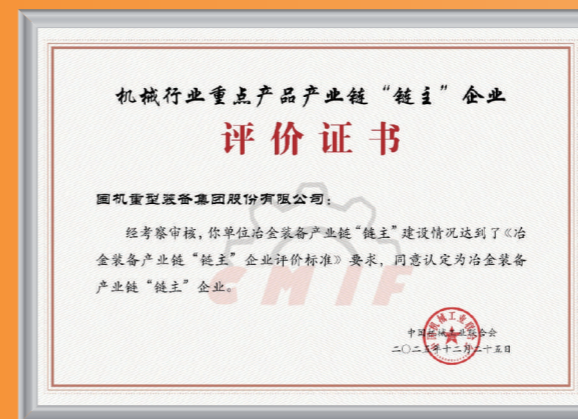 机械行业重点产品产业链“链主”企业
评价证书
国机重型装备集团股份有限公司：
经考察审核，你单位冶金装备产业链“链主”建设情况达到了《冶
金装备产业链“链主”企业评价标准》要求，同意认定为冶金装备
产业链“链主”企业。
CMIF
中国机械工业联合会
二〇二五年十二月二十五日